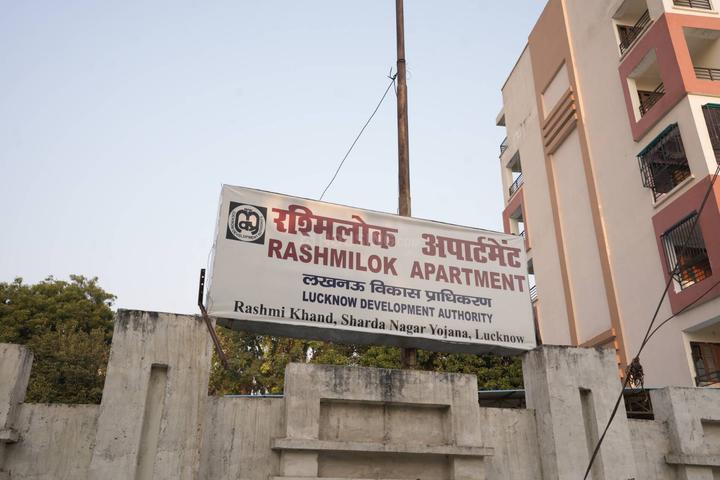 रश्मिलोक अपार्टमेंट
RASHMILOK APARTMENT
लखनऊ विकास प्राधिकरण
LUCKNOW DEVELOPMENT AUTHORITY
Rashmi Khand, Sharda Nagar Yojana, Lucknow